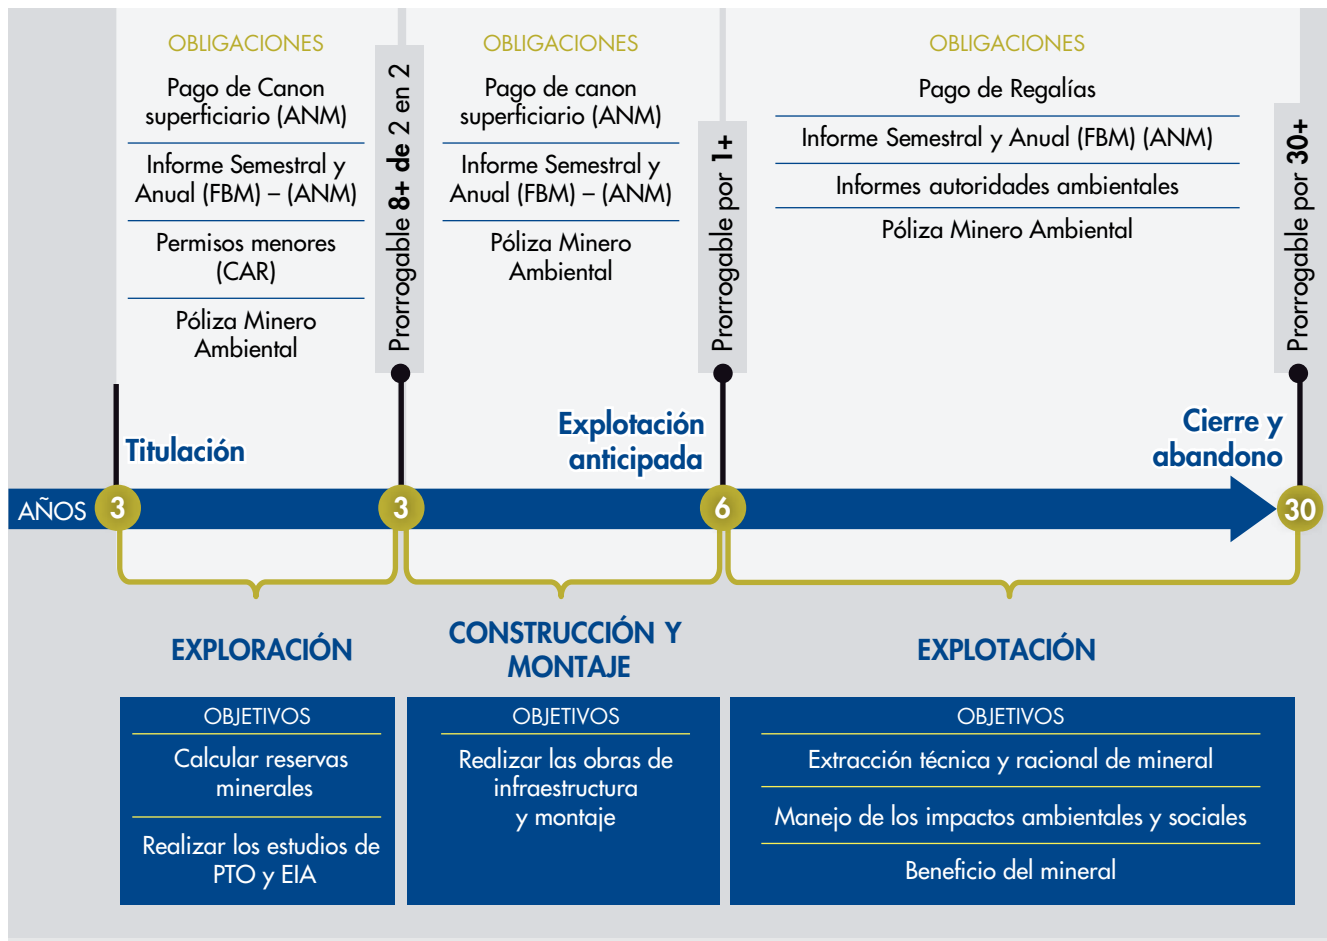 OBLIGACIONES
Pago de Canon
superficiario (ANM)
Informe Semestral y
Anual (FBM) – (ANM)
Permisos menores
(CAR)
Póliza Minero
Ambiental
Prorrogable 8+ de 2 en 2
OBLIGACIONES
Pago de canon
superficiario (ANM)
Informe Semestral y
Anual (FBM) – (ANM)
Póliza Minero
Ambiental
Prorrogable por 1+
OBLIGACIONES
Pago de Regalías
Informe Semestral y Anual (FBM) (ANM)
Informes autoridades ambientales
Póliza Minero Ambiental
Prorrogable por 30+
Titulación
Explotación
anticipada
Cierre y
abandono
AÑOS 3 3 6 30
EXPLORACIÓN
CONSTRUCCIÓN Y
MONTAJE
EXPLOTACIÓN
OBJETIVOS
Calcular reservas
minerales
Realizar los estudios de
PTO y EIA
OBJETIVOS
Realizar las obras de
infraestructura
y montaje
OBJETIVOS
Extracción técnica y racional de mineral
Manejo de los impactos ambientales y sociales
Beneficio del mineral